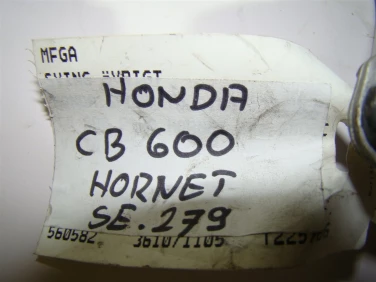 MFGA
HONDA
CB 600
HORNET
SE.279
560582 3610/1105